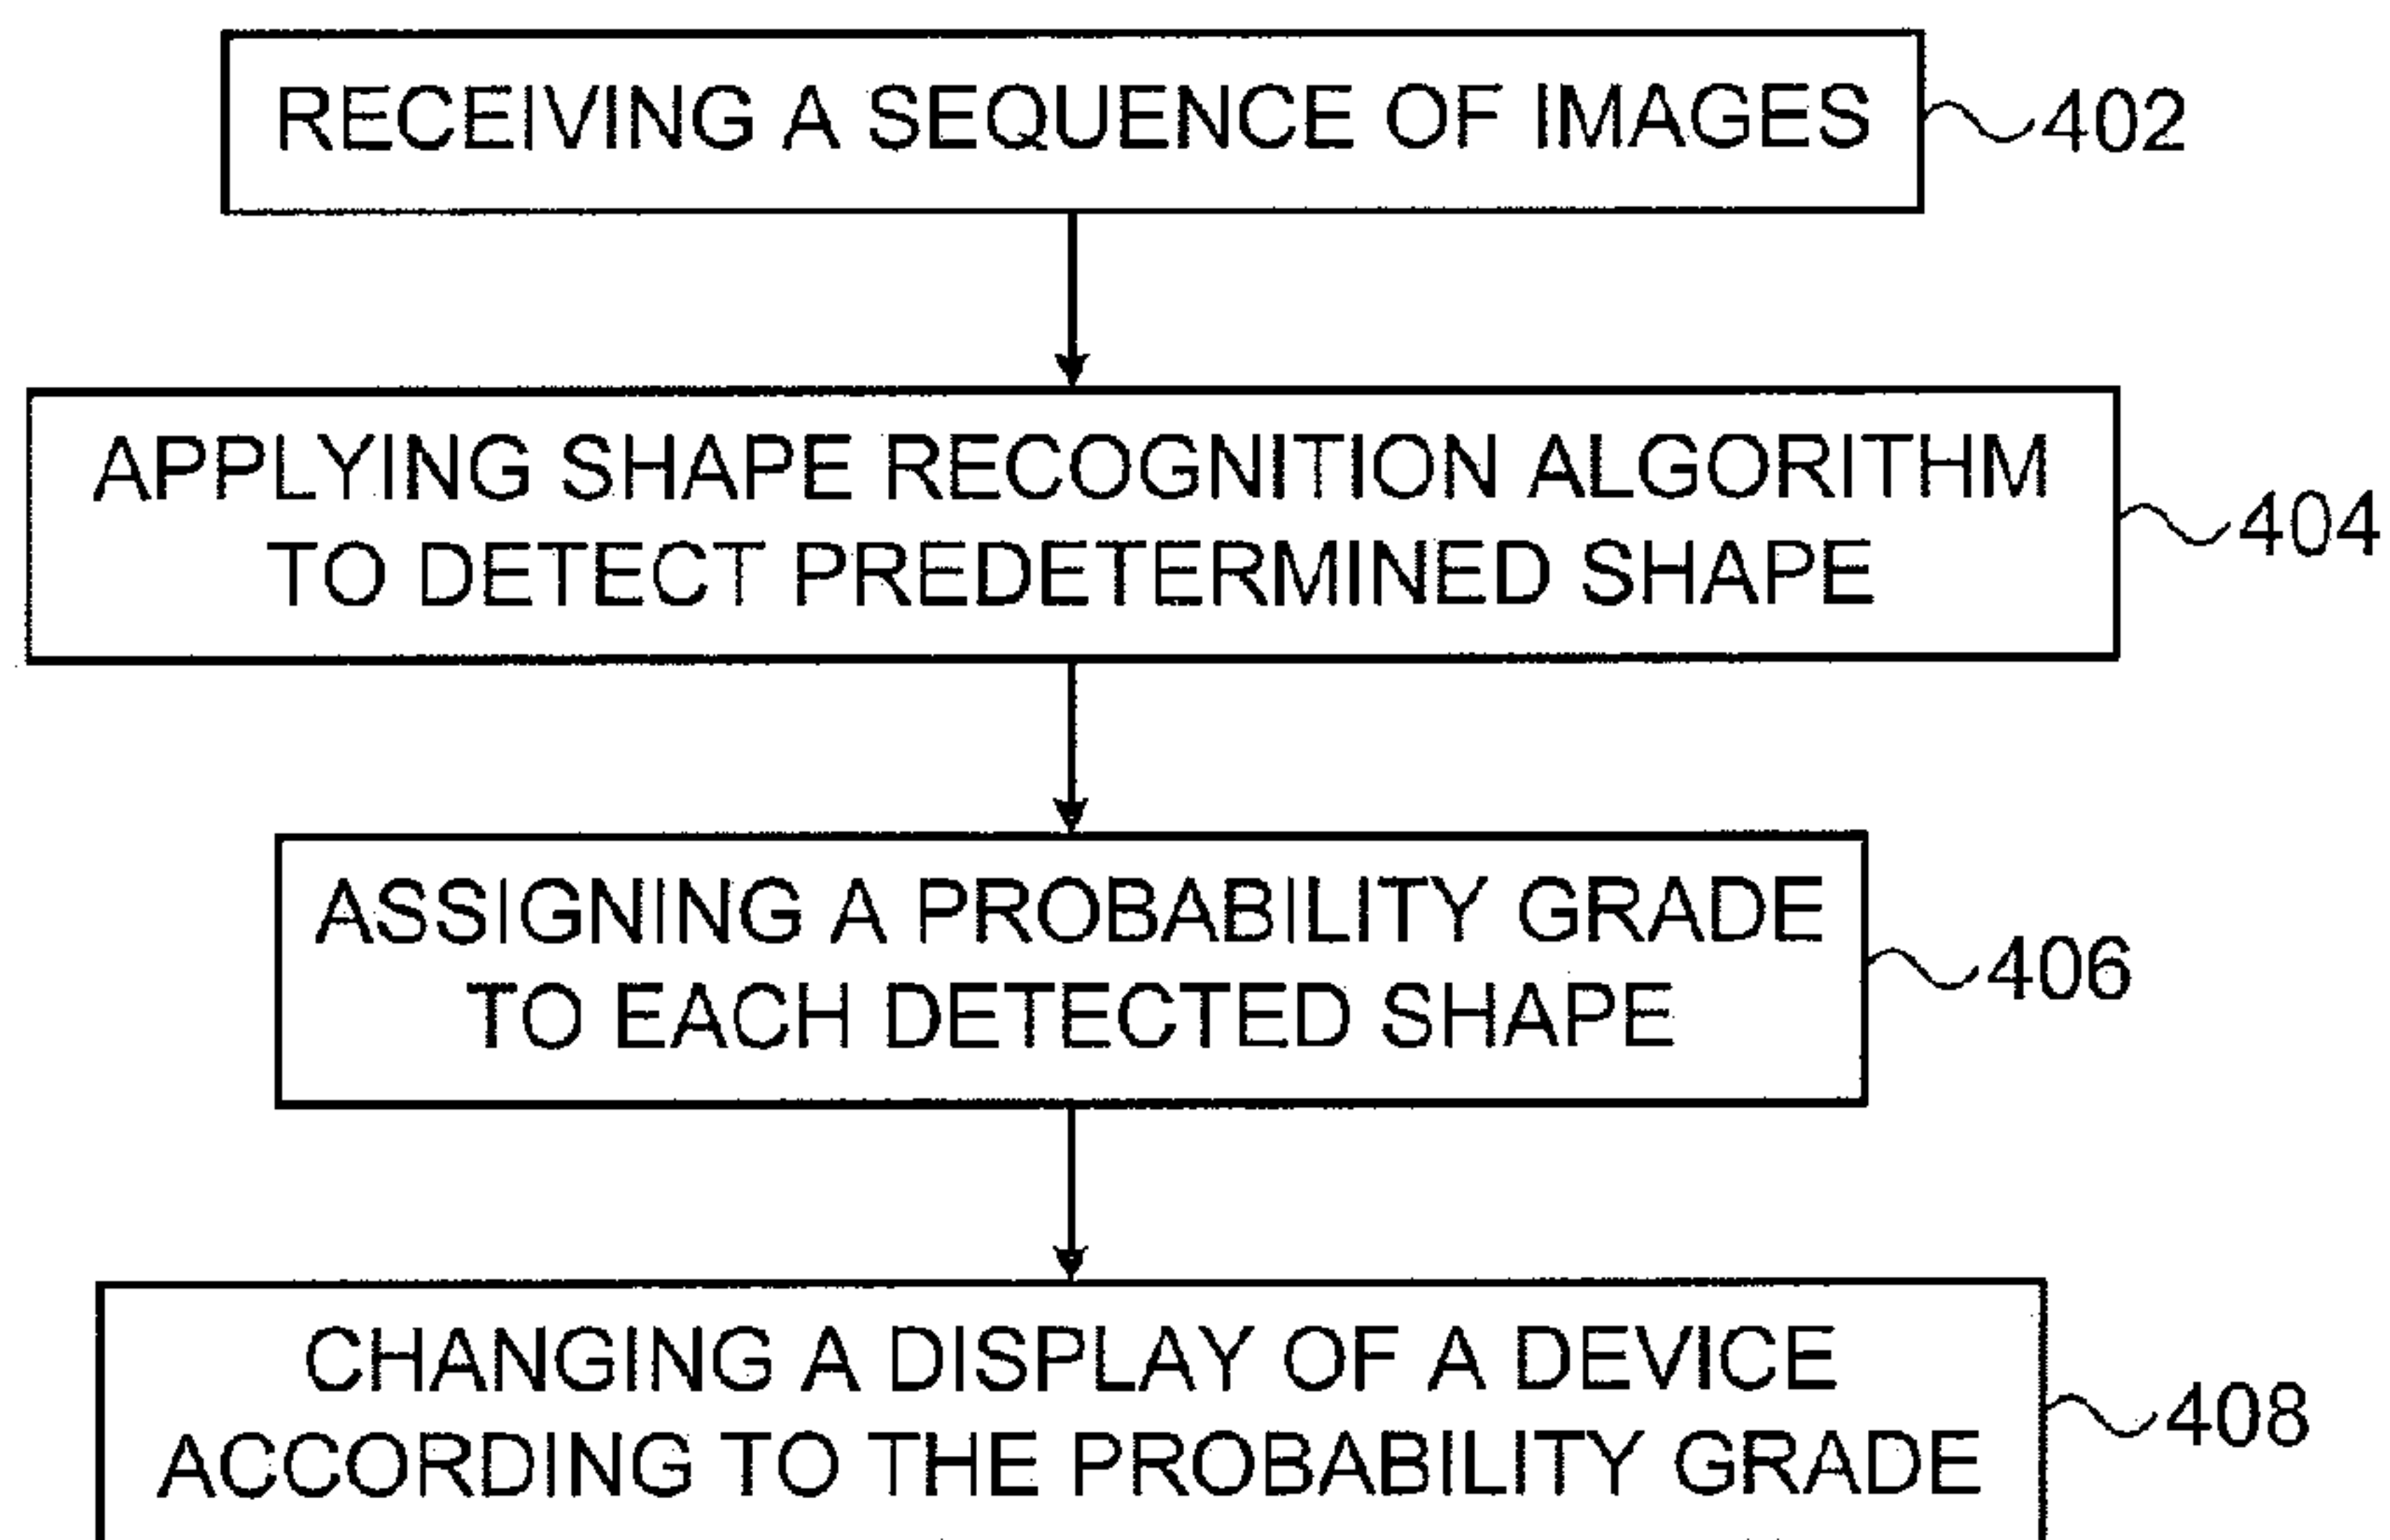 RECEIVING A SEQUENCE OF IMAGES
402
APPLYING SHAPE RECOGNITION ALGORITHM
TO DETECT PREDETERMINED SHAPE
404
ASSIGNING A PROBABILITY GRADE
TO EACH DETECTED SHAPE
406
CHANGING A DISPLAY OF A DEVICE
ACCORDING TO THE PROBABILITY GRADE
408